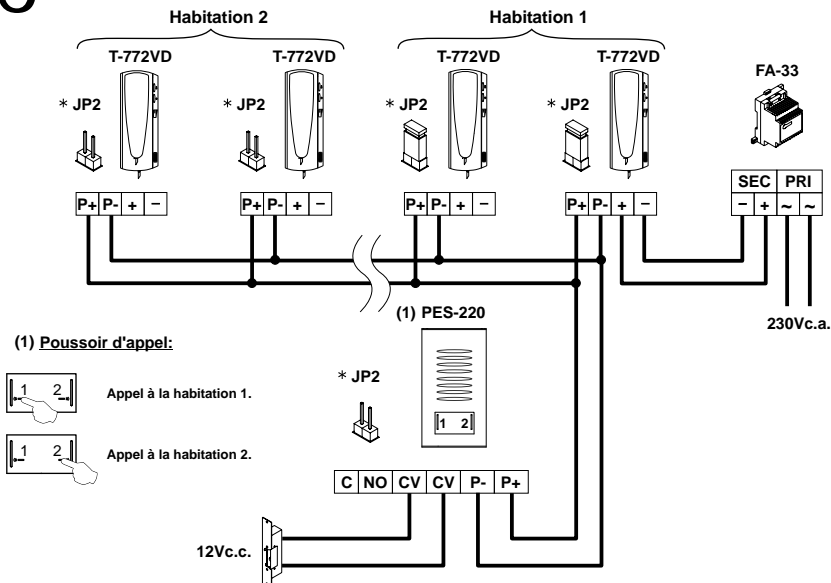 Habitation 2 Habitation 1
T-772VD T-772VD T-772VD T-772VD
FA-33
* JP2 * JP2 * JP2 * JP2
SEC PRI
P+ P- + − P+ P- + − P+ P- + − P+ P- + − − + ~ ~
230Vc.a.
(1) PES-220
(1) Poussoir d'appel:
* JP2
1 2 Appel à la habitation 1.
1 2
1 2 Appel à la habitation 2.
C NO CV CV P- P+
12Vc.c.